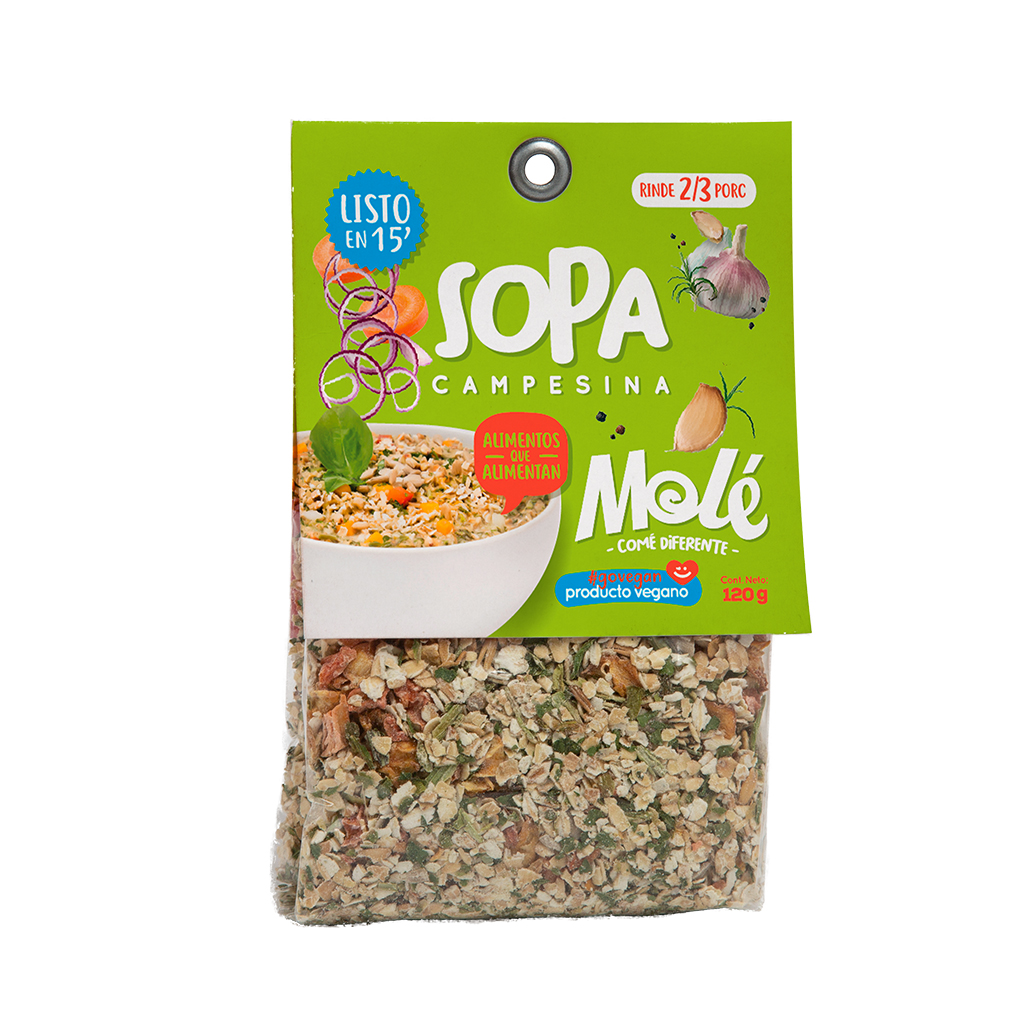 LISTO
EN 15'
RINDE 2/3 PORC
SOPA
CAMPESINA
ALIMENTOS
QUE
ALIMENTAN
Molé
- COMÉ DIFERENTE -
#govegan
producto vegano
Cont. Neto:
120 g